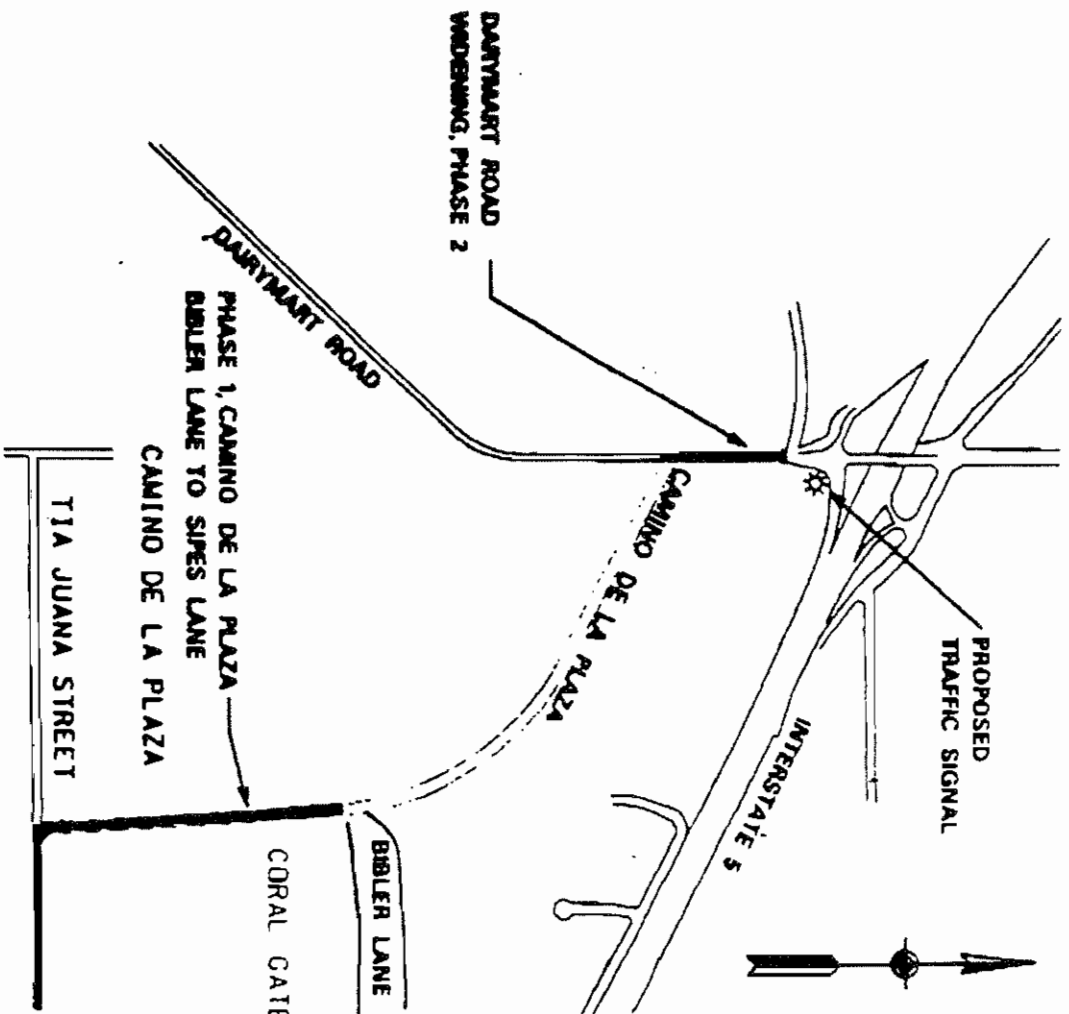 DAIRYMART ROAD
WIDENING, PHASE 2
PROPOSED
TRAFFIC SIGNAL
DAIRYMART ROAD
CAMINO DE LA PLAZA
INTERSTATE 5
PHASE 1, CAMINO DE LA PLAZA
BIBLER LANE TO SIPES LANE
CAMINO DE LA PLAZA
TIA JUANA STREET
BIBLER LANE
CORAL GATE